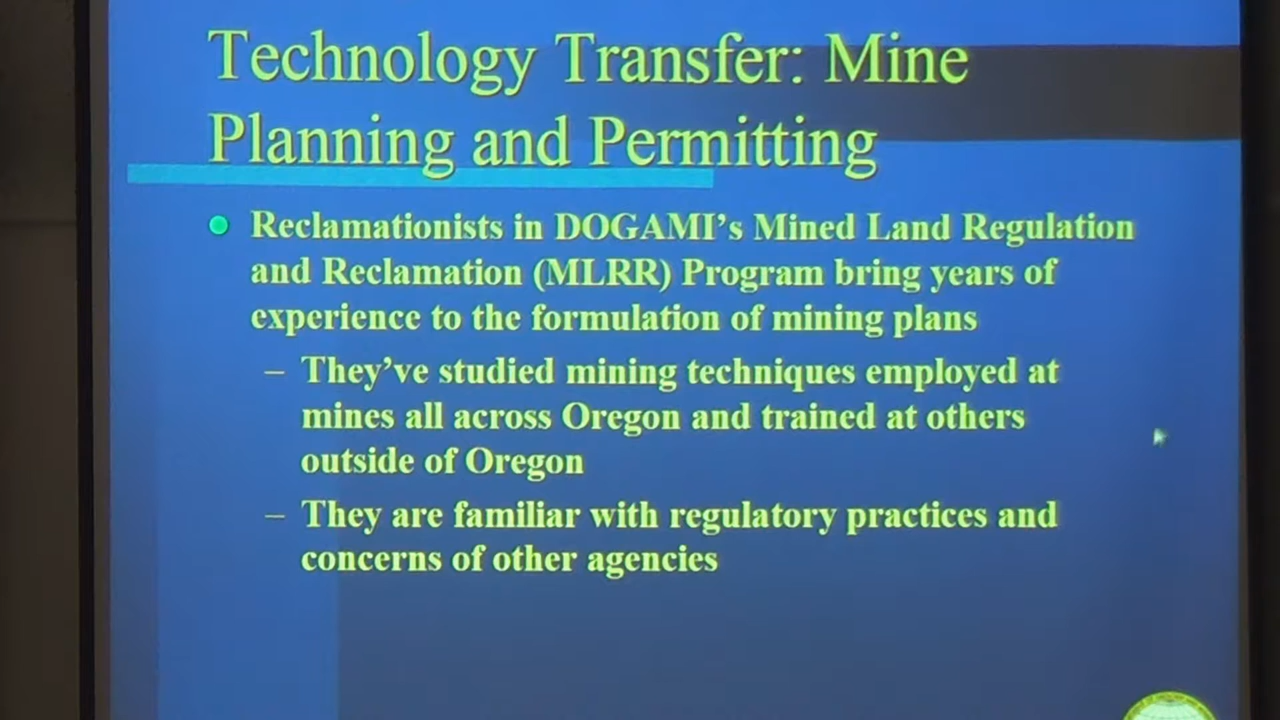 Technology Transfer: Mine
Planning and Permitting
Reclamationists in DOGAMI's Mined Land Regulation
and Reclamation (MLRR) Program bring years of
experience to the formulation of mining plans
– They've studied mining techniques employed at
mines all across Oregon and trained at others
outside of Oregon
– They are familiar with regulatory practices and
concerns of other agencies